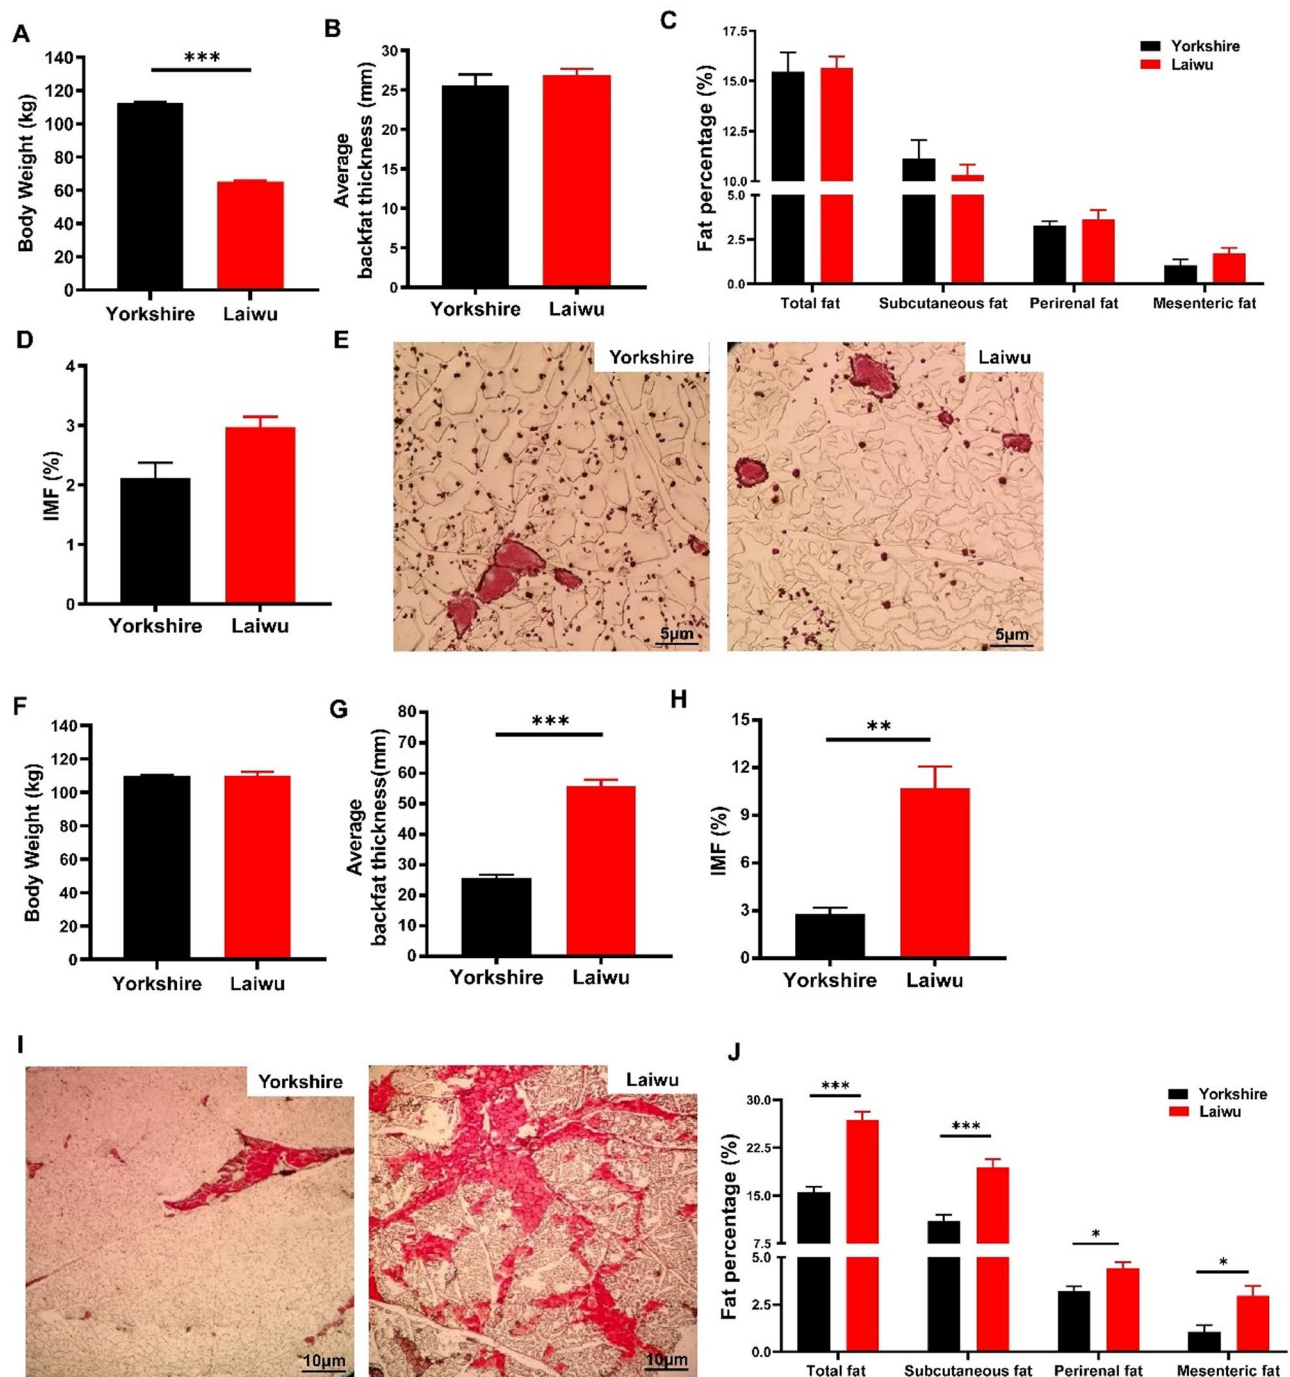 A
Body Weight (kg)
140
120
100
80
60
40
20
0
***
Yorkshire
Laiwu
B
Average
backfat thickness (mm)
30
25
20
15
10
5
0
Yorkshire
Laiwu
C
Fat percentage (%)
17.5
15.0
12.5
10.0
5.0
2.5
0.0
Yorkshire
Laiwu
Total fat
Subcutaneous fat
Perirenal fat
Mesenteric fat
D
IMF (%)
4
3
2
1
0
Yorkshire
Laiwu
E
Yorkshire
5μm
Laiwu
5μm
F
Body Weight (kg)
140
120
100
80
60
40
20
0
Yorkshire
Laiwu
G
Average
backfat thickness(mm)
80
70
60
50
40
30
20
10
0
***
Yorkshire
Laiwu
H
IMF (%)
15
12
9
6
3
0
**
Yorkshire
Laiwu
I
Yorkshire
10μm
Laiwu
10μm
J
Fat percentage (%)
30.0
22.5
15.0
7.5
5.0
2.5
0.0
***
***
*
*
Yorkshire
Laiwu
Total fat
Subcutaneous fat
Perirenal fat
Mesenteric fat